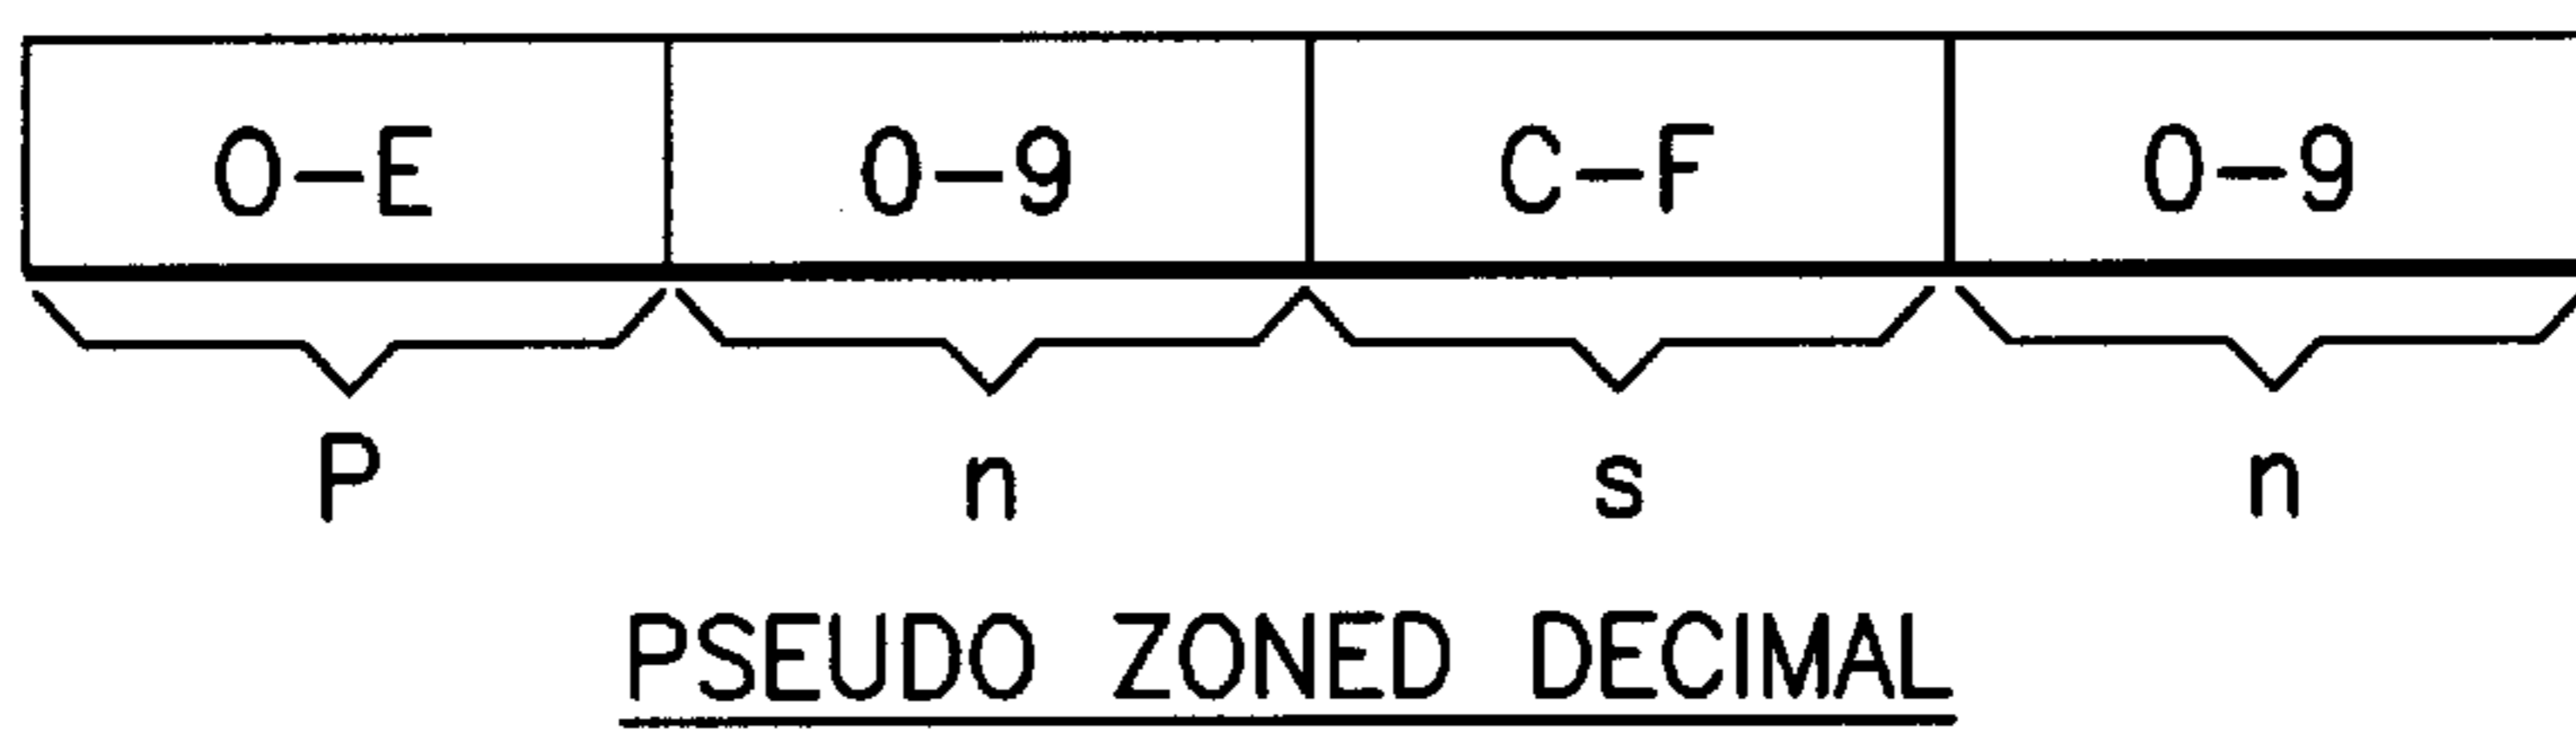 0-E 0-9 C-F 0-9
P n s n
PSEUDO ZONED DECIMAL